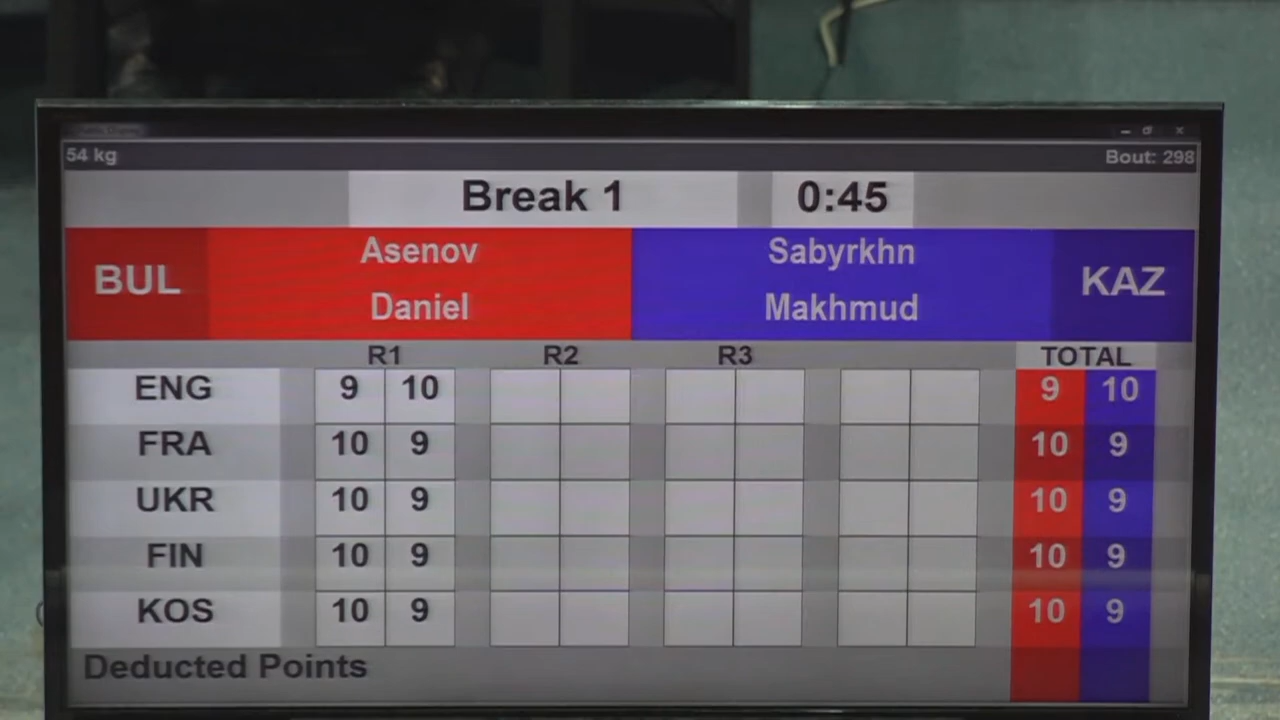 54 kg Bout: 298
Break 1 0:45
BUL Asenov Daniel Sabyrkhn Makhmud KAZ
R1 R2 R3 TOTAL
ENG 9 10 9 10
FRA 10 9 10 9
UKR 10 9 10 9
FIN 10 9 10 9
KOS 10 9 10 9
Deducted Points